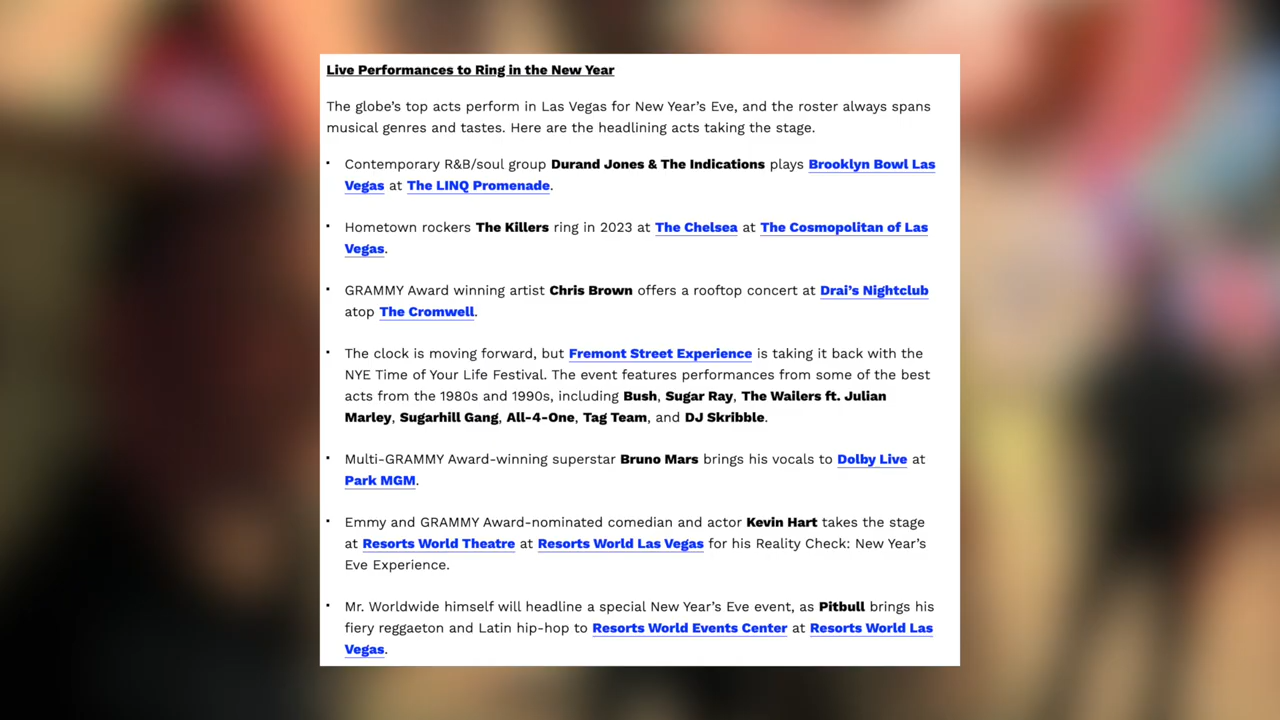 Live Performances to Ring in the New Year
The globe’s top acts perform in Las Vegas for New Year’s Eve, and the roster always spans
musical genres and tastes. Here are the headlining acts taking the stage.
▪ Contemporary R&B/soul group Durand Jones & The Indications plays Brooklyn Bowl Las
Vegas at The LINQ Promenade.
▪ Hometown rockers The Killers ring in 2023 at The Chelsea at The Cosmopolitan of Las
Vegas.
▪ GRAMMY Award winning artist Chris Brown offers a rooftop concert at Drai’s Nightclub
atop The Cromwell.
▪ The clock is moving forward, but Fremont Street Experience is taking it back with the
NYE Time of Your Life Festival. The event features performances from some of the best
acts from the 1980s and 1990s, including Bush, Sugar Ray, The Wailers ft. Julian
Marley, Sugarhill Gang, All-4-One, Tag Team, and DJ Skribble.
▪ Multi-GRAMMY Award-winning superstar Bruno Mars brings his vocals to Dolby Live at
Park MGM.
▪ Emmy and GRAMMY Award-nominated comedian and actor Kevin Hart takes the stage
at Resorts World Theatre at Resorts World Las Vegas for his Reality Check: New Year’s
Eve Experience.
▪ Mr. Worldwide himself will headline a special New Year’s Eve event, as Pitbull brings his
fiery reggaeton and Latin hip-hop to Resorts World Events Center at Resorts World Las
Vegas.